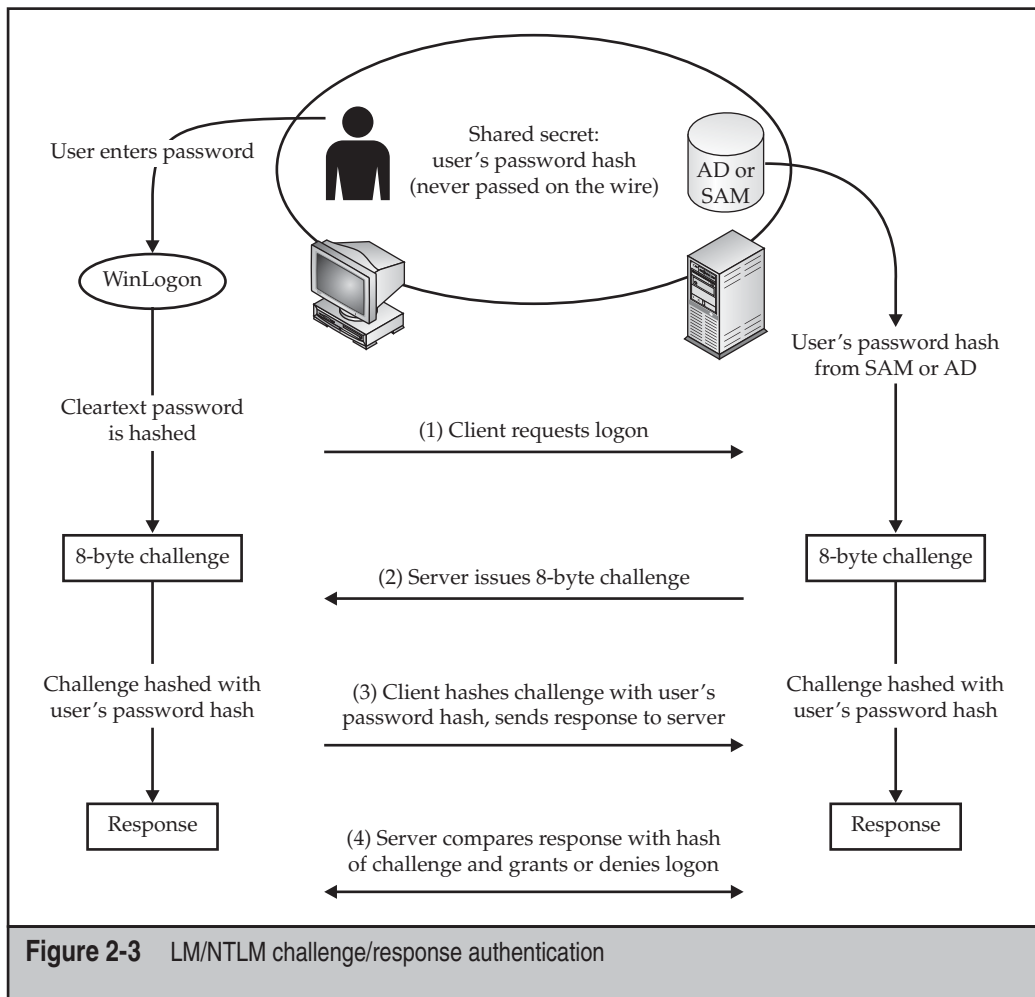 User enters password
Shared secret:
user's password hash
(never passed on the wire)
AD or
SAM
WinLogon
User's password hash
from SAM or AD
Cleartext password
is hashed
(1) Client requests logon
8-byte challenge
8-byte challenge
(2) Server issues 8-byte challenge
Challenge hashed with
user's password hash
(3) Client hashes challenge with user's
password hash, sends response to server
Challenge hashed with
user's password hash
Response
Response
(4) Server compares response with hash
of challenge and grants or denies logon
Figure 2-3 LM/NTLM challenge/response authentication